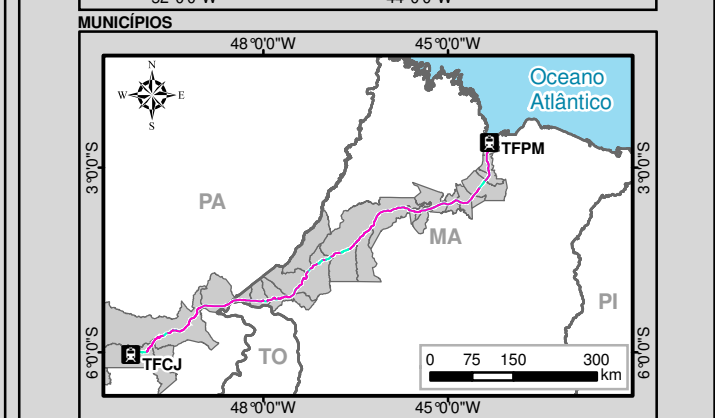 MUNICÍPIOS
48°0'0"W 45°0'0"W
N
W E
S
Oceano
Atlântico
TFPM
3°0'0"S 3°0'0"S
PA
MA
PI
6°0'0"S 6°0'0"S
TFCJ
TO
0 75 150 300
km
48°0'0"W 45°0'0"W